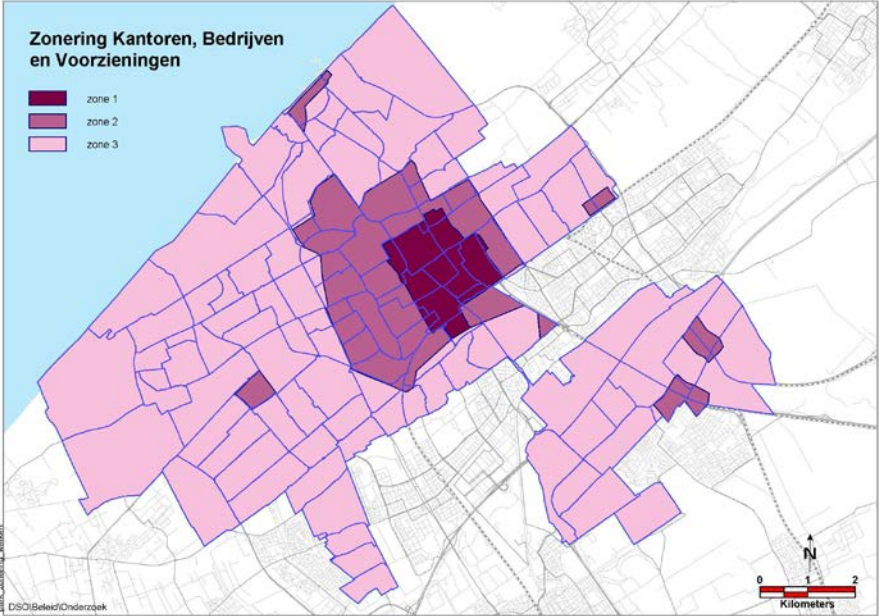 Zonering Kantoren, Bedrijven
en Voorzieningen
zone 1
zone 2
zone 3
N
0 1 2
Kilometers
DSO\Beleid\Onderzoek